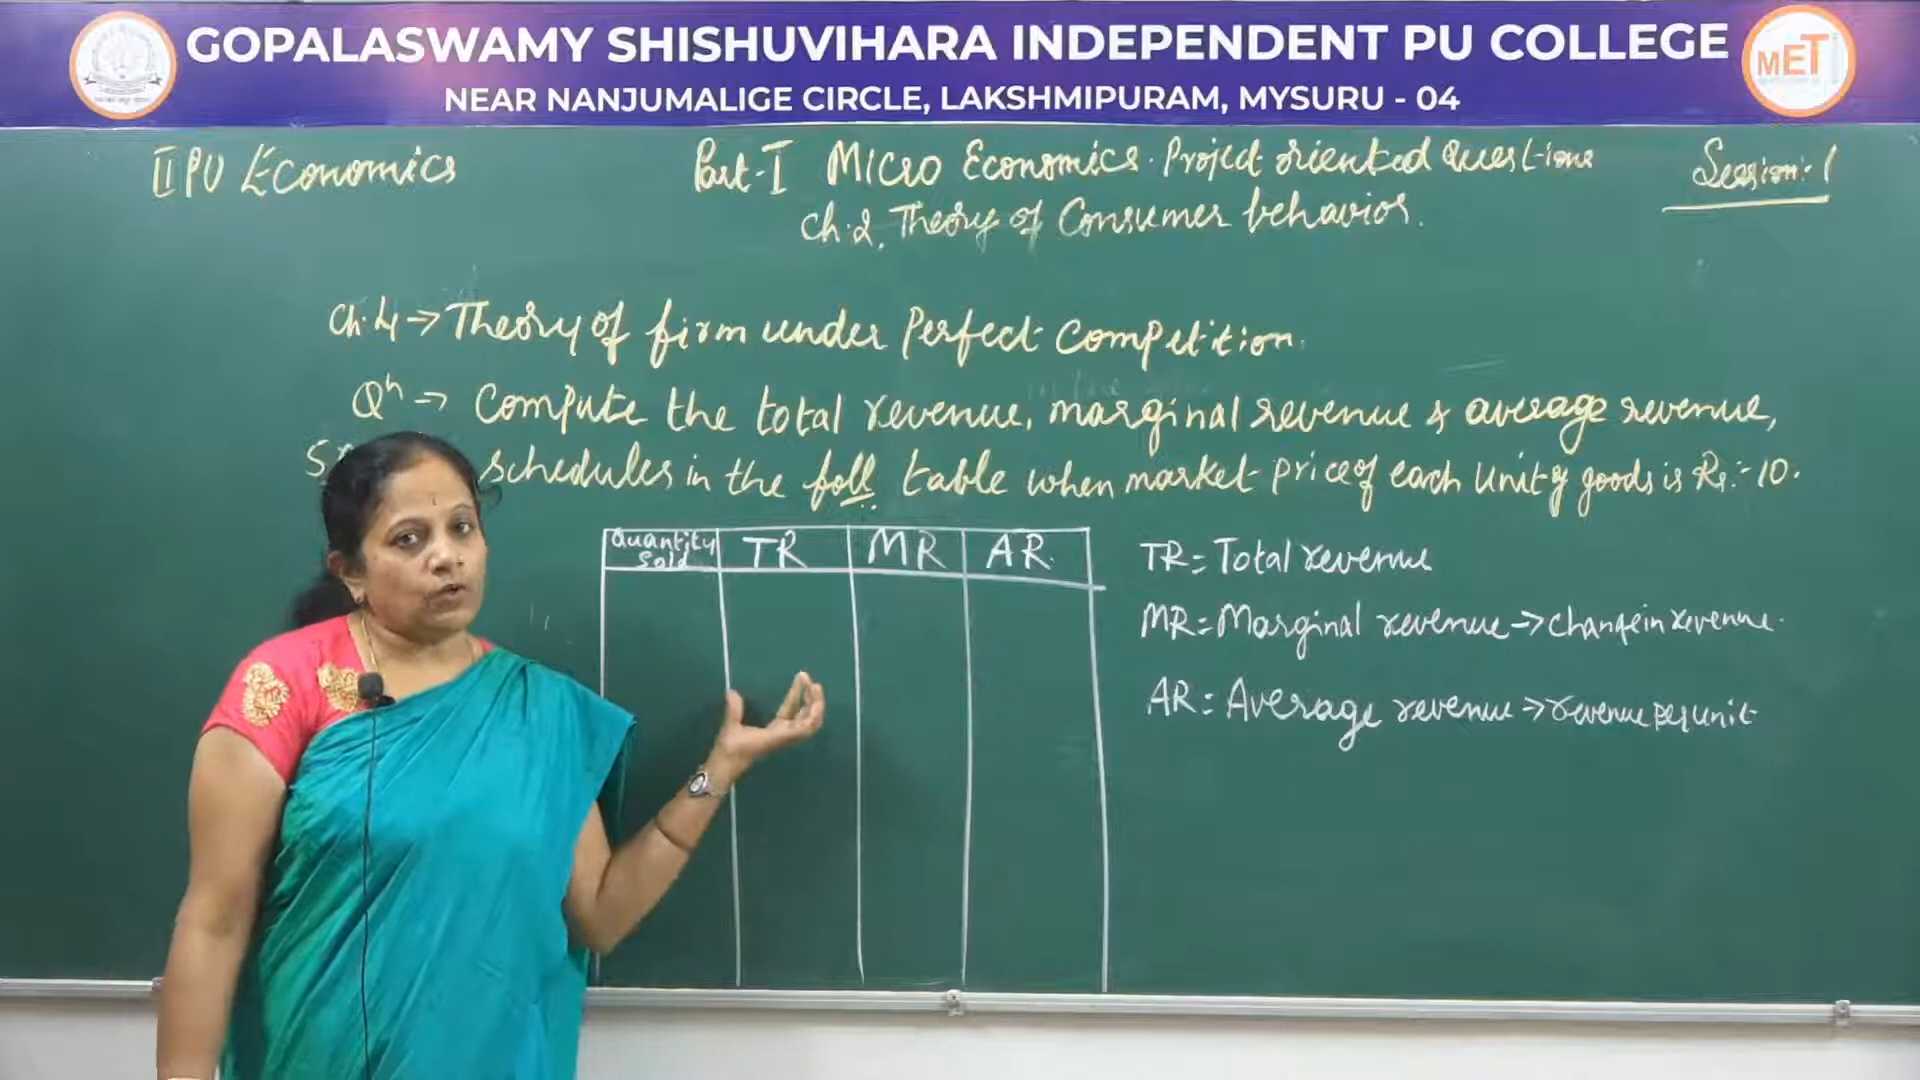 GOPALASWAMY SHISHUVIHARA INDEPENDENT PU COLLEGE
MET
NEAR NANJUMALIGE CIRCLE, LAKSHMIPURAM, MYSURU - 04
II PU Economics
Part-I Micro Economics. Project oriented Questions
Session:-1
Ch.2. Theory of Consumer behavior.
Ch.4 → Theory of firm under Perfect Competition.
Qn → Compute the total revenue, marginal revenue & average revenue,
schedules in the foll table when market price of each unit of goods is Rs:-10.
Quantity Sold TR MR AR.
TR = Total revenue
MR = Marginal revenue → change in revenue.
AR = Average revenue → revenue per unit